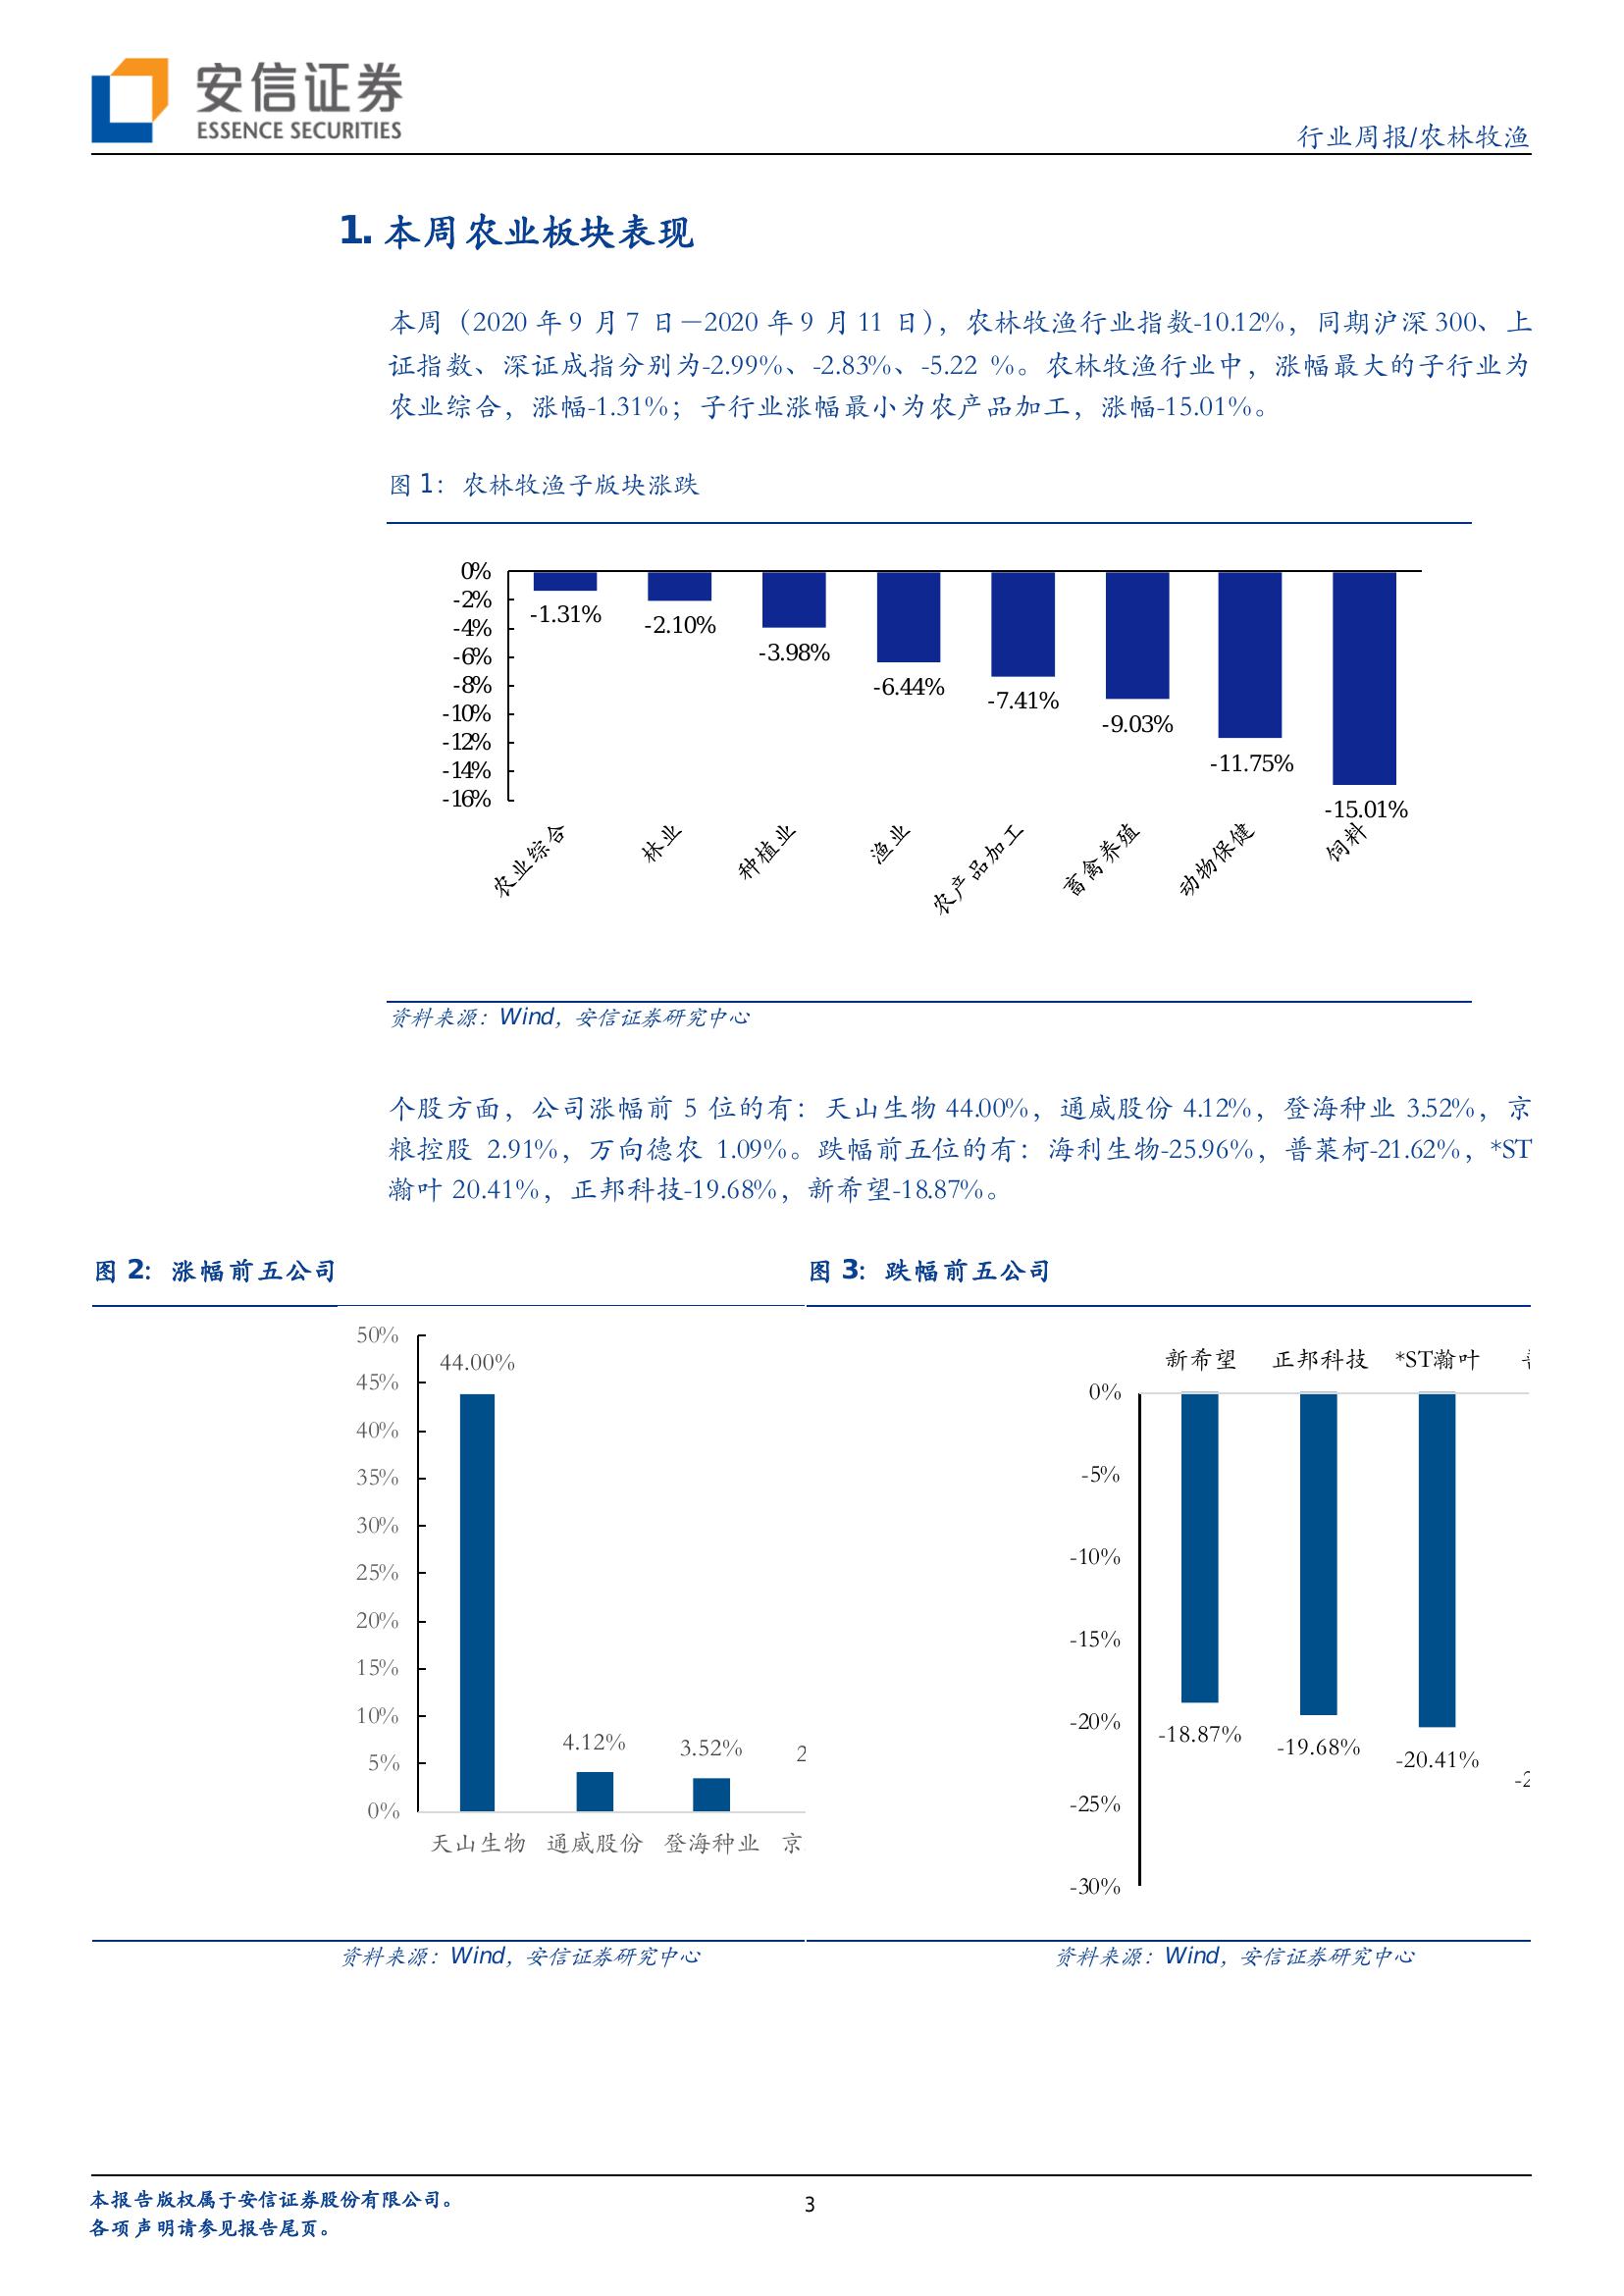 安信证券
ESSENCE SECURITIES
行业周报/农林牧渔
1. 本周农业板块表现
本周（2020 年 9 月 7 日－2020 年 9 月 11 日），农林牧渔行业指数-10.12%，同期沪深 300、上
证指数、深证成指分别为-2.99%、-2.83%、-5.22 %。农林牧渔行业中，涨幅最大的子行业为
农业综合，涨幅-1.31%；子行业涨幅最小为农产品加工，涨幅-15.01%。
图 1：农林牧渔子版块涨跌
0%
-2%
-4%
-6%
-8%
-10%
-12%
-14%
-16%
-1.31%
-2.10%
-3.98%
-6.44%
-7.41%
-9.03%
-11.75%
-15.01%
农业综合
林业
种植业
渔业
农产品加工
畜禽养殖
动物保健
饲料
资料来源：Wind，安信证券研究中心
个股方面，公司涨幅前 5 位的有：天山生物 44.00%，通威股份 4.12%，登海种业 3.52%，京
粮控股 2.91%，万向德农 1.09%。跌幅前五位的有：海利生物-25.96%，普莱柯-21.62%，*ST
瀚叶 20.41%，正邦科技-19.68%，新希望-18.87%。
图 2：涨幅前五公司
50%
45%
40%
35%
30%
25%
20%
15%
10%
5%
0%
44.00%
4.12%
3.52%
2
天山生物 通威股份 登海种业 京
资料来源：Wind，安信证券研究中心
图 3：跌幅前五公司
新希望 正邦科技 *ST瀚叶
0%
-5%
-10%
-15%
-20%
-25%
-30%
-18.87%
-19.68%
-20.41%
-2
资料来源：Wind，安信证券研究中心
本报告版权属于安信证券股份有限公司。
各项声明请参见报告尾页。
3